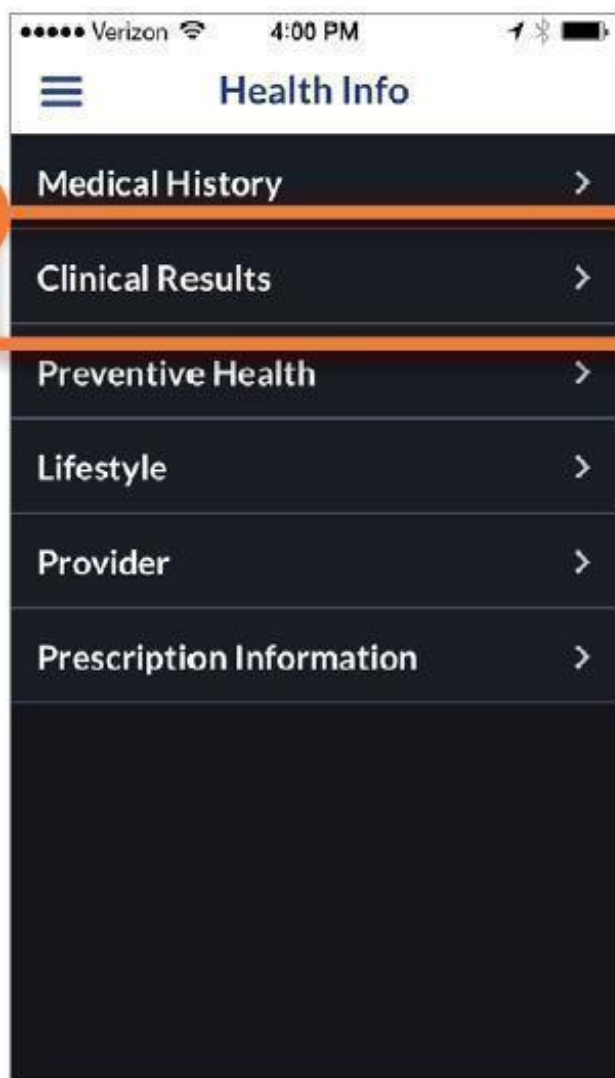 Verizon 4:00 PM
Health Info
Medical History
Clinical Results
Preventive Health
Lifestyle
Provider
Prescription Information